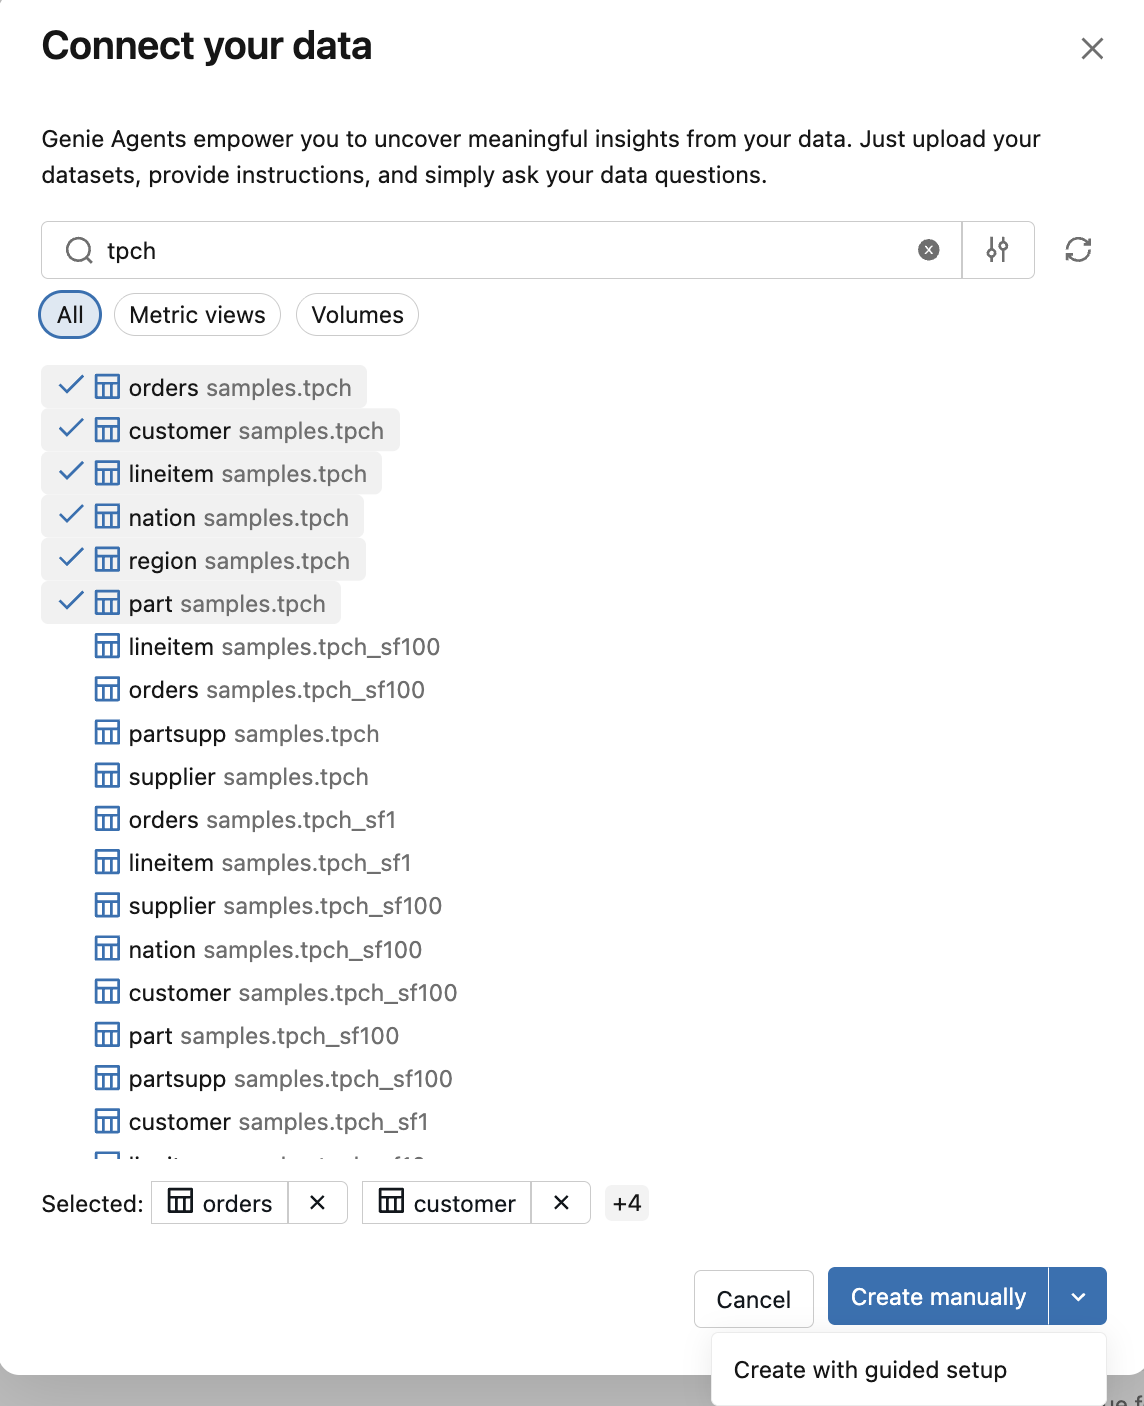 Connect your data
Genie Agents empower you to uncover meaningful insights from your data. Just upload your
datasets, provide instructions, and simply ask your data questions.
tpch
All Metric views Volumes
orders samples.tpch
customer samples.tpch
lineitem samples.tpch
nation samples.tpch
region samples.tpch
part samples.tpch
lineitem samples.tpch_sf100
orders samples.tpch_sf100
partsupp samples.tpch
supplier samples.tpch
orders samples.tpch_sf1
lineitem samples.tpch_sf1
supplier samples.tpch_sf100
nation samples.tpch_sf100
customer samples.tpch_sf100
part samples.tpch_sf100
partsupp samples.tpch_sf100
customer samples.tpch_sf1
Selected: orders customer +4
Cancel Create manually
Create with guided setup